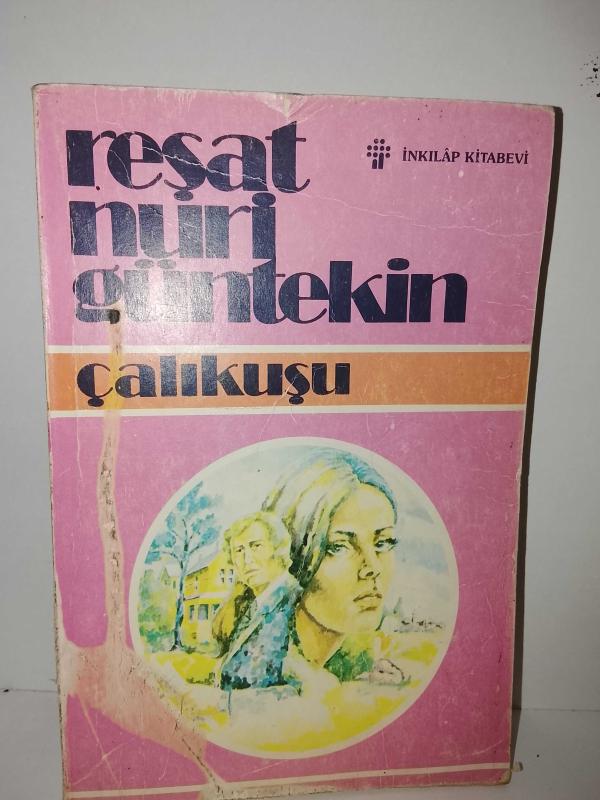 reşat
nuri
güntekin
İNKILÂP KİTABEVİ
çalıkuşu